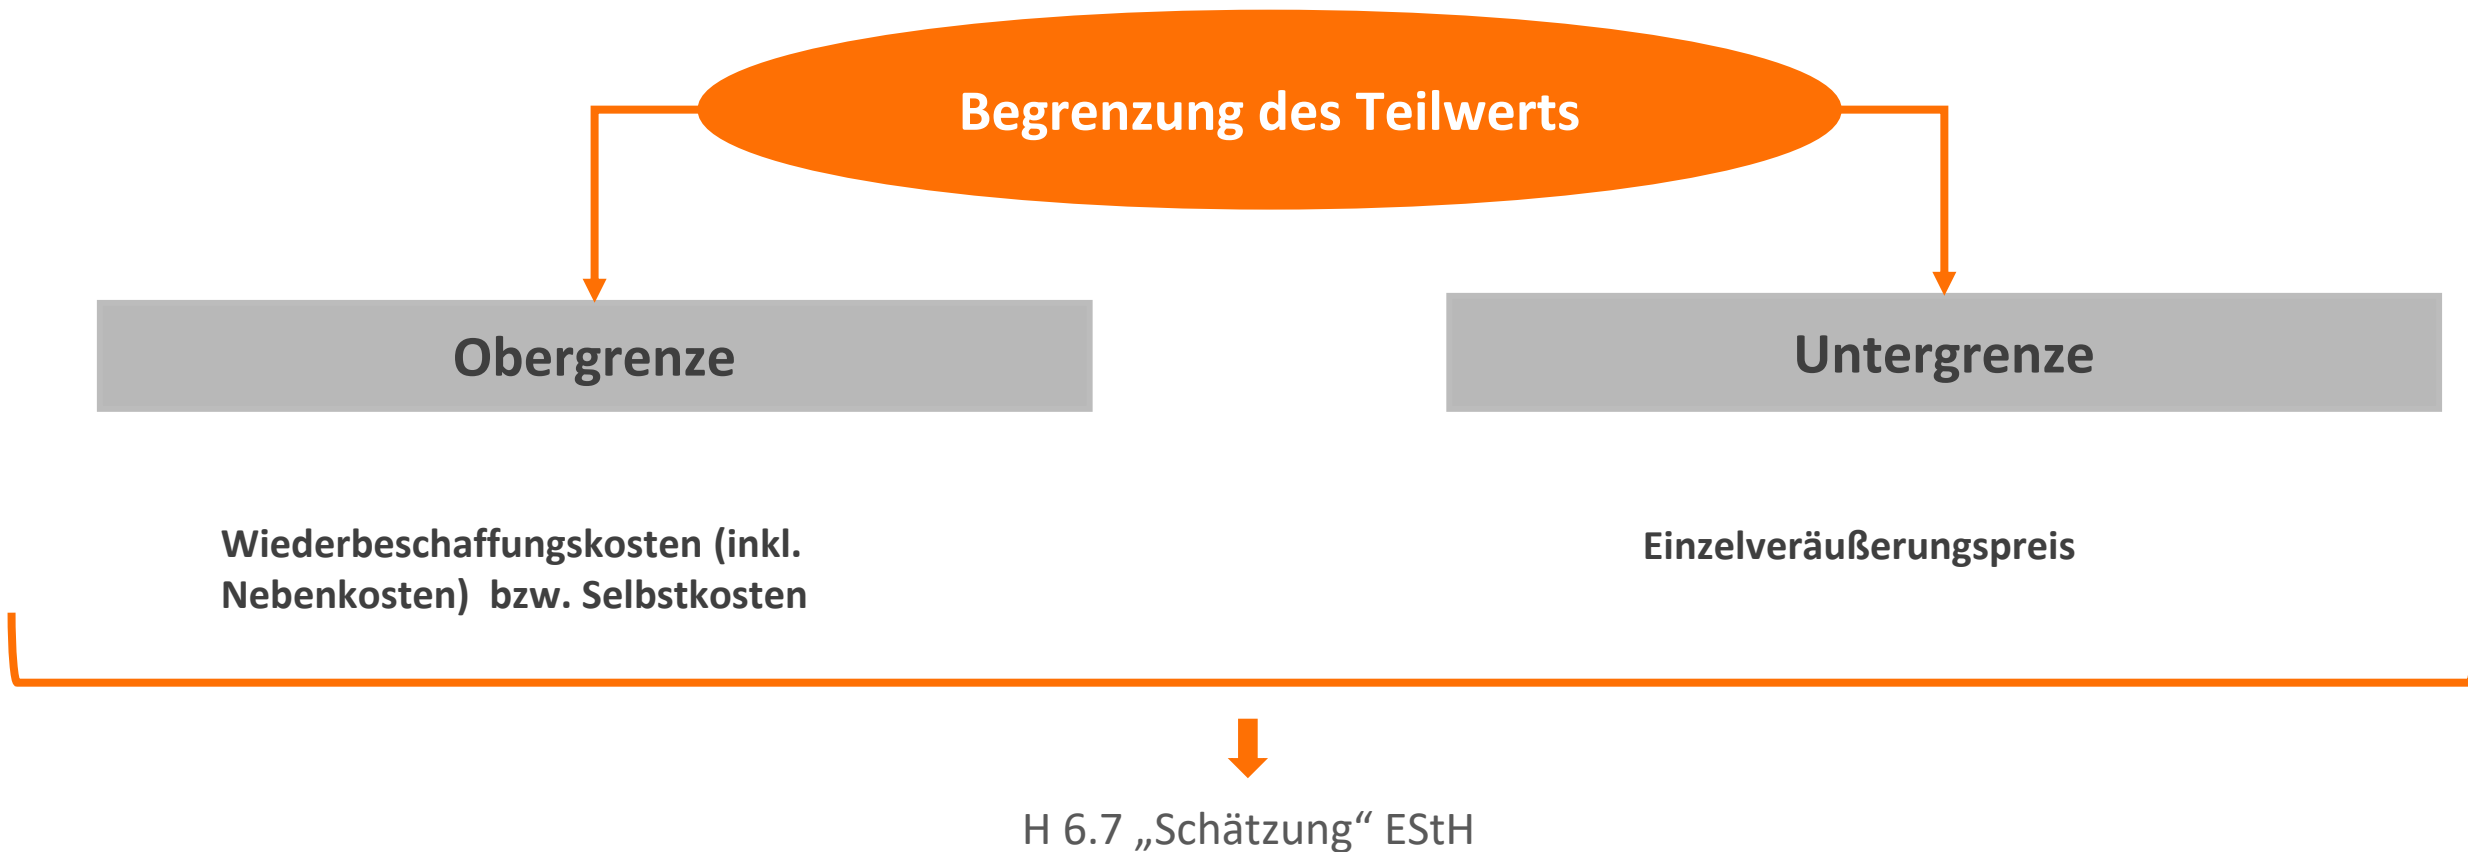 Begrenzung des Teilwerts
Obergrenze
Untergrenze
Wiederbeschaffungskosten (inkl.
Nebenkosten)  bzw. Selbstkosten
Einzelveräußerungspreis
H 6.7 „Schätzung“ EStH